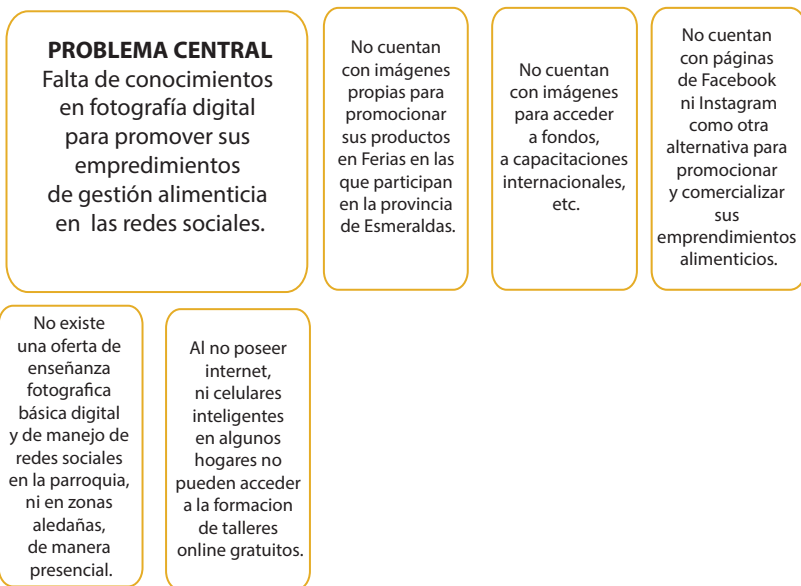 PROBLEMA CENTRAL
Falta de conocimientos
en fotografía digital
para promover sus
empredimientos
de gestión alimenticia
en las redes sociales.
No cuentan
con imágenes
propias para
promocionar
sus productos
en Ferias en las
que participan
en la provincia
de Esmeraldas.
No cuentan
con imágenes
para acceder
a fondos,
a capacitaciones
internacionales,
etc.
No cuentan
con páginas
de Facebook
ni Instagram
como otra
alternativa para
promocionar
y comercializar
sus
emprendimientos
alimenticios.
No existe
una oferta de
enseñanza
fotografica
básica digital
y de manejo de
redes sociales
en la parroquia,
ni en zonas
aledañas,
de manera
presencial.
Al no poseer
internet,
ni celulares
inteligentes
en algunos
hogares no
pueden acceder
a la formacion
de talleres
online gratuitos.